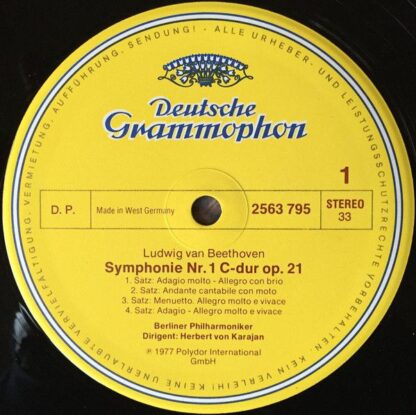 KEINE UNERLAUBTE VERVIELFÄLTIGUNG, VERMIETUNG, AUFFÜHRUNG, SENDUNG! - ALLE URHEBER- UND LEISTUNGSSCHUTZRECHTE VORBEHALTEN. KEIN VERLEIH!
Deutsche
Grammophon
1
D. P.
Made in West Germany
2563 795
STEREO
33
Ludwig van Beethoven
Symphonie Nr. 1 C-dur op. 21
1. Satz: Adagio molto - Allegro con brio
2. Satz: Andante cantabile con moto
3. Satz: Menuetto. Allegro molto e vivace
4. Satz: Adagio - Allegro molto e vivace
Berliner Philharmoniker
Dirigent: Herbert von Karajan
℗ 1977 Polydor International
GmbH